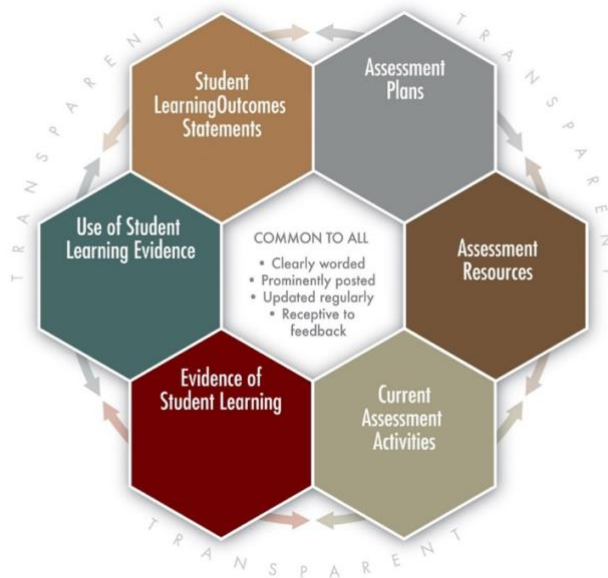 TRANSPARENT
TRANSPARENT
Student
LearningOutcomes
Statements
Assessment
Plans
Use of Student
Learning Evidence
COMMON TO ALL
• Clearly worded
• Prominently posted
• Updated regularly
• Receptive to
feedback
Assessment
Resources
Evidence of
Student Learning
Current
Assessment
Activities
TRANSPARENT